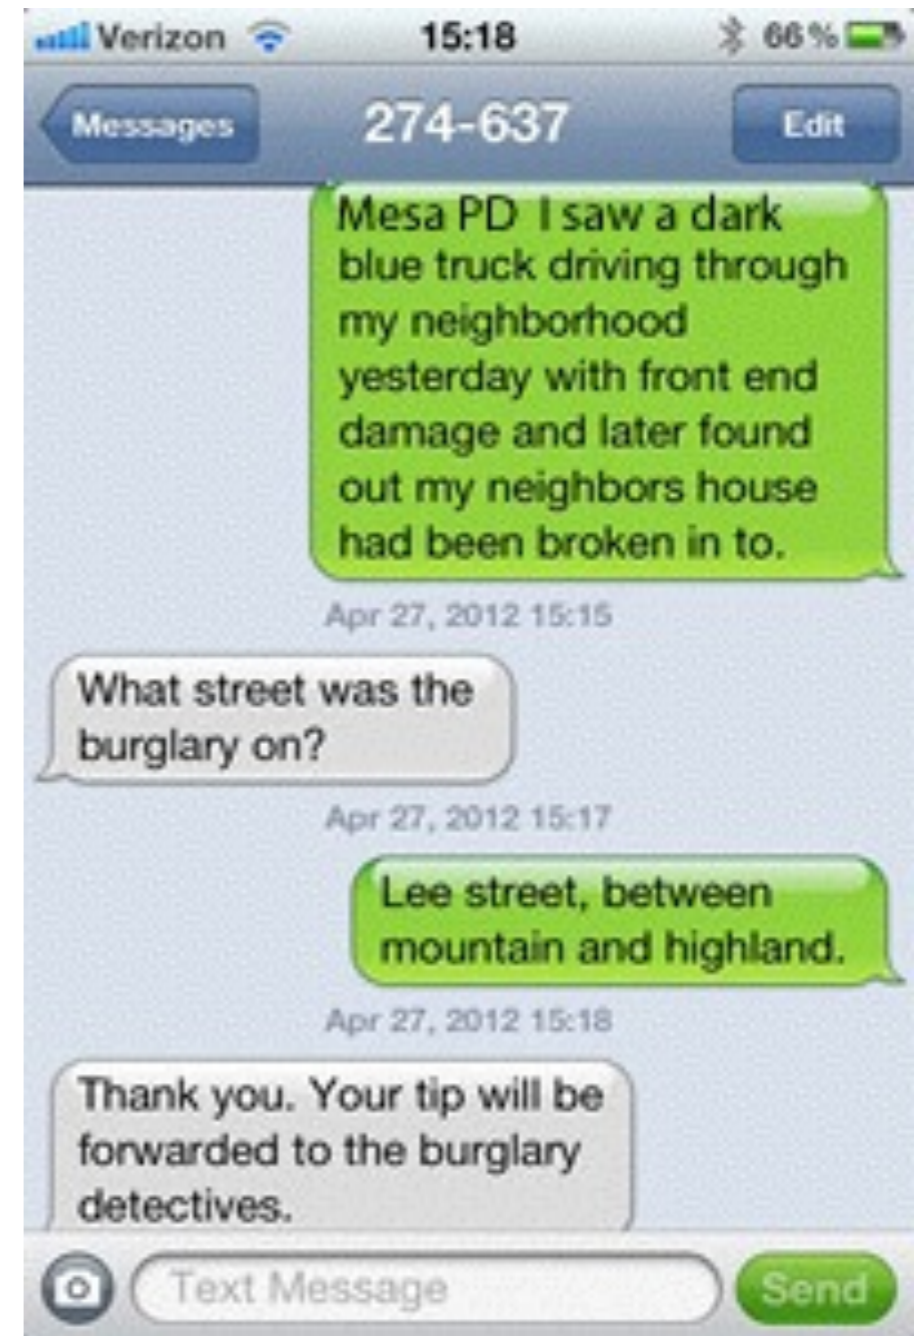 Verizon 15:18 66%
Messages 274-637 Edit
Mesa PD I saw a dark
blue truck driving through
my neighborhood
yesterday with front end
damage and later found
out my neighbors house
had been broken in to.
Apr 27, 2012 15:15
What street was the
burglary on?
Apr 27, 2012 15:17
Lee street, between
mountain and highland.
Apr 27, 2012 15:18
Thank you. Your tip will be
forwarded to the burglary
detectives.
Text Message Send